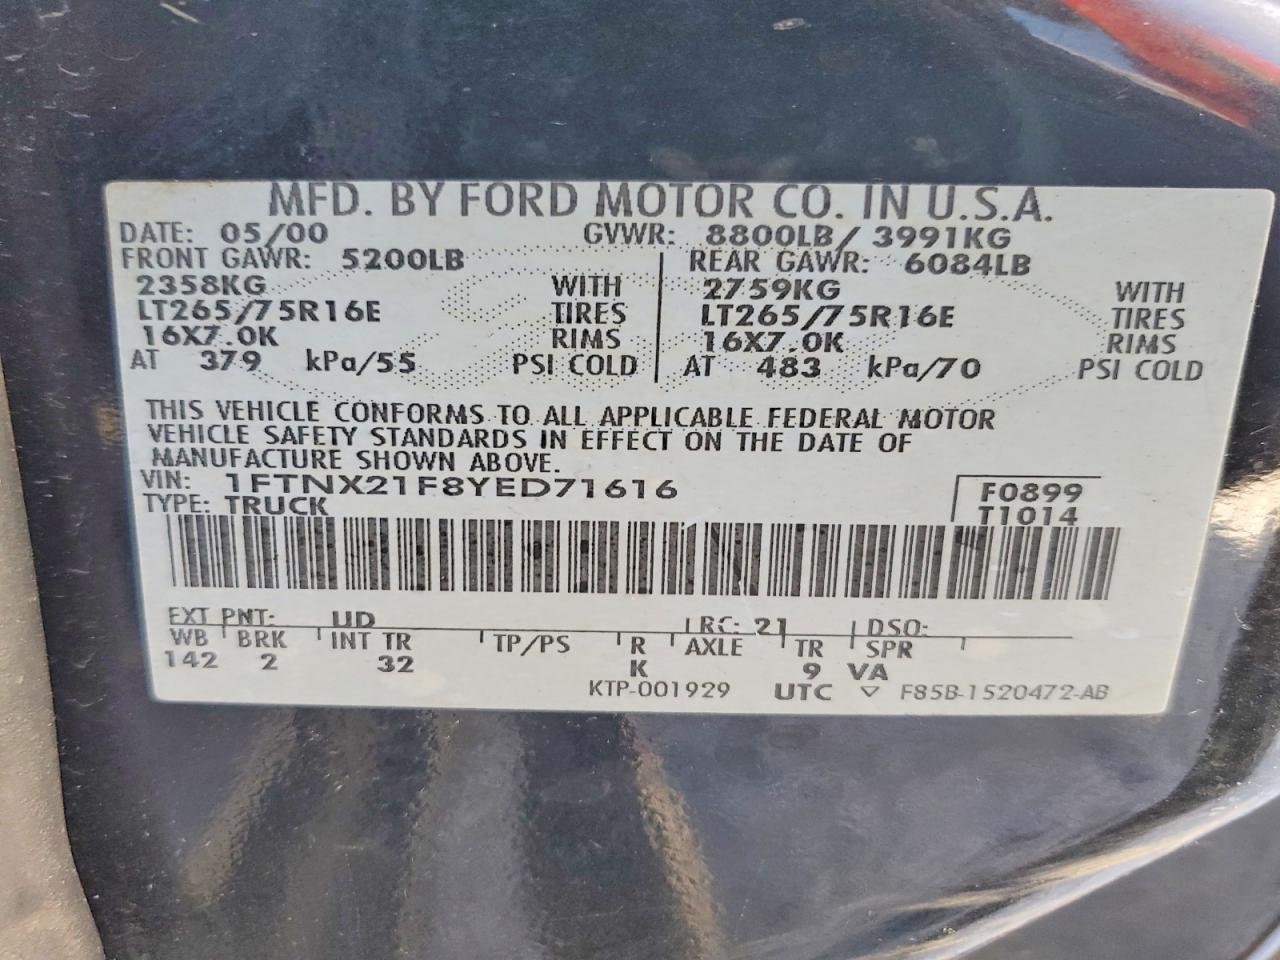 MFD. BY FORD MOTOR CO. IN U.S.A.
DATE: 05/00 GVWR: 8800LB/ 3991KG
FRONT GAWR: 5200LB REAR GAWR: 6084LB
2358KG WITH 2759KG WITH
LT265/75R16E TIRES LT265/75R16E TIRES
16X7.0K RIMS 16X7.0K RIMS
AT 379 kPa/55 PSI COLD AT 483 kPa/70 PSI COLD
THIS VEHICLE CONFORMS TO ALL APPLICABLE FEDERAL MOTOR
VEHICLE SAFETY STANDARDS IN EFFECT ON THE DATE OF
MANUFACTURE SHOWN ABOVE.
VIN: 1FTNX21F8YED71616 F0899
TYPE: TRUCK T1014
EXT PNT: UD RC: 21 DSO:
WB BRK INT TR TP/PS R AXLE TR SPR
142 2 32 K 9 VA
KTP-001929 UTC ▽ F85B-1520472-AB